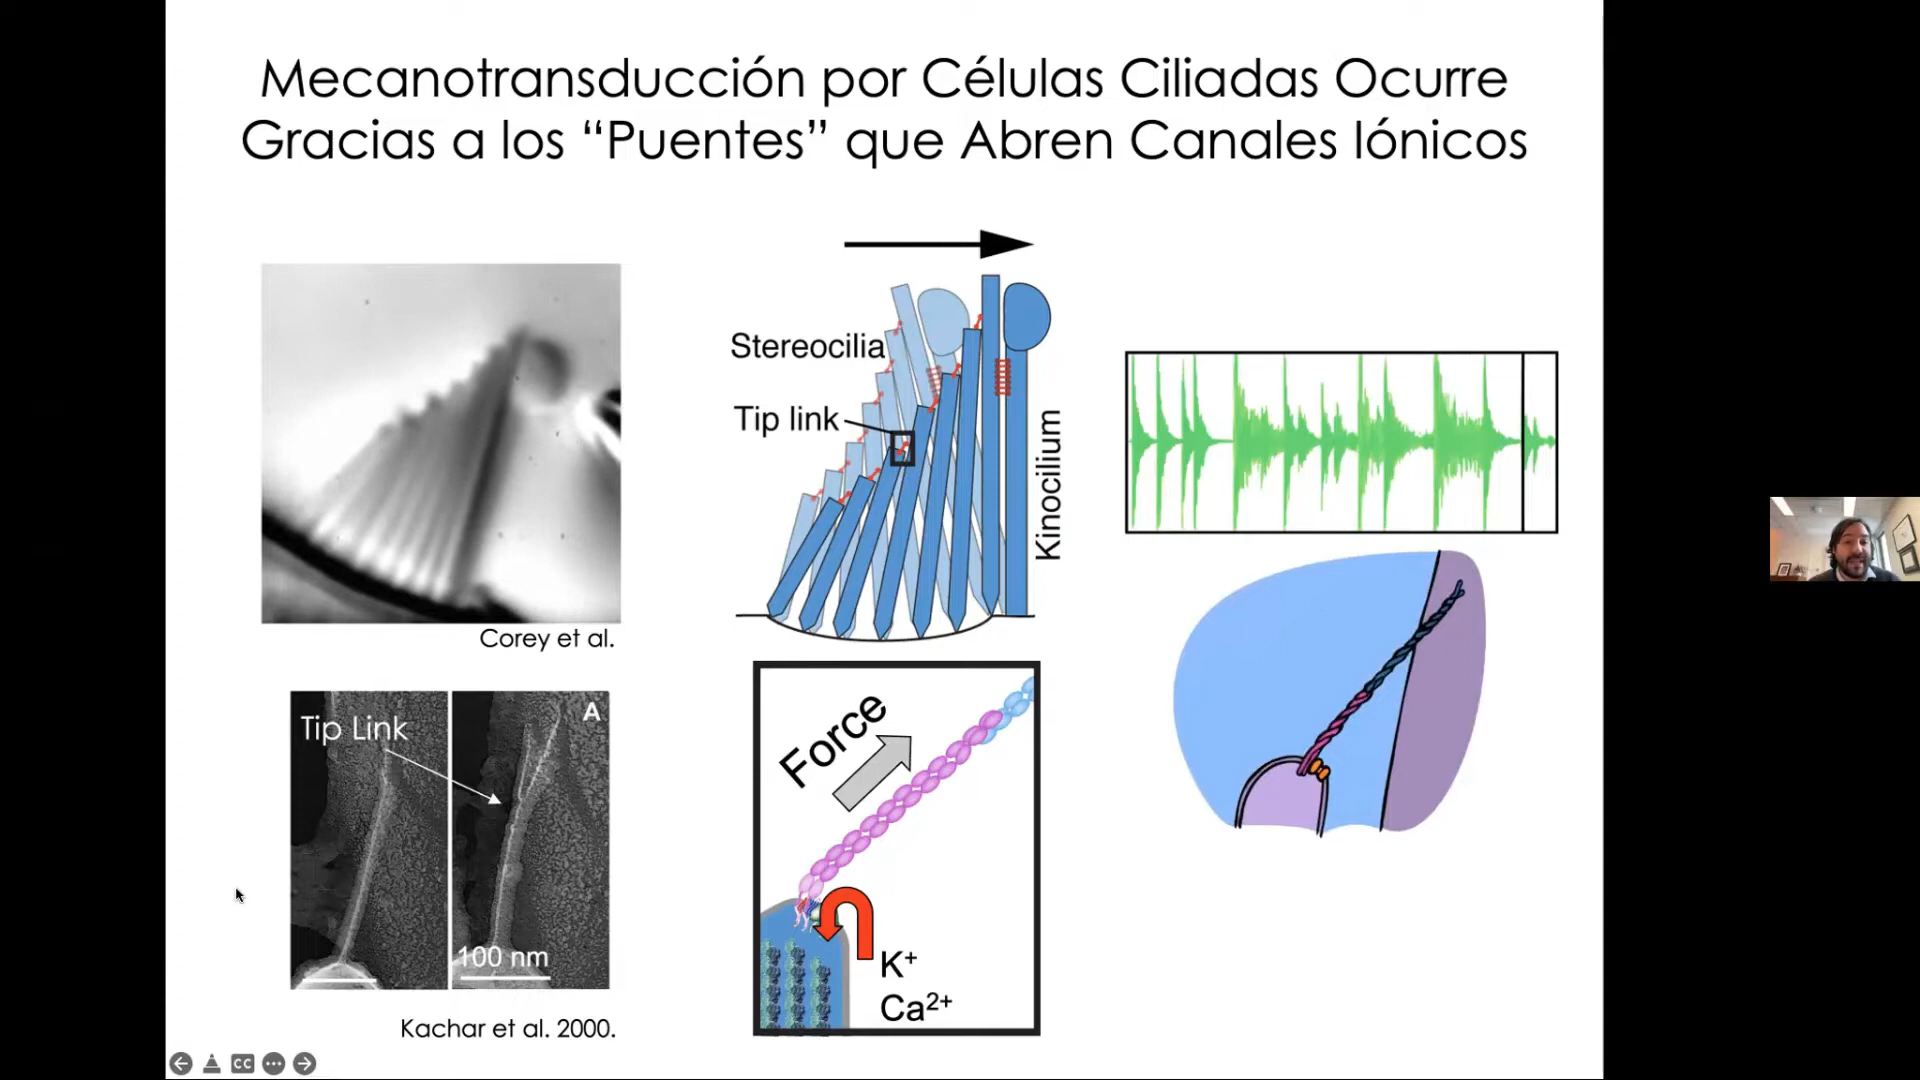 Mecanotransducción por Células Ciliadas Ocurre
Gracias a los “Puentes” que Abren Canales Iónicos
Stereocilia
Tip link
Kinocilium
Corey et al.
Tip Link
A
100 nm
Kachar et al. 2000.
Force
K⁺
Ca²⁺
CC